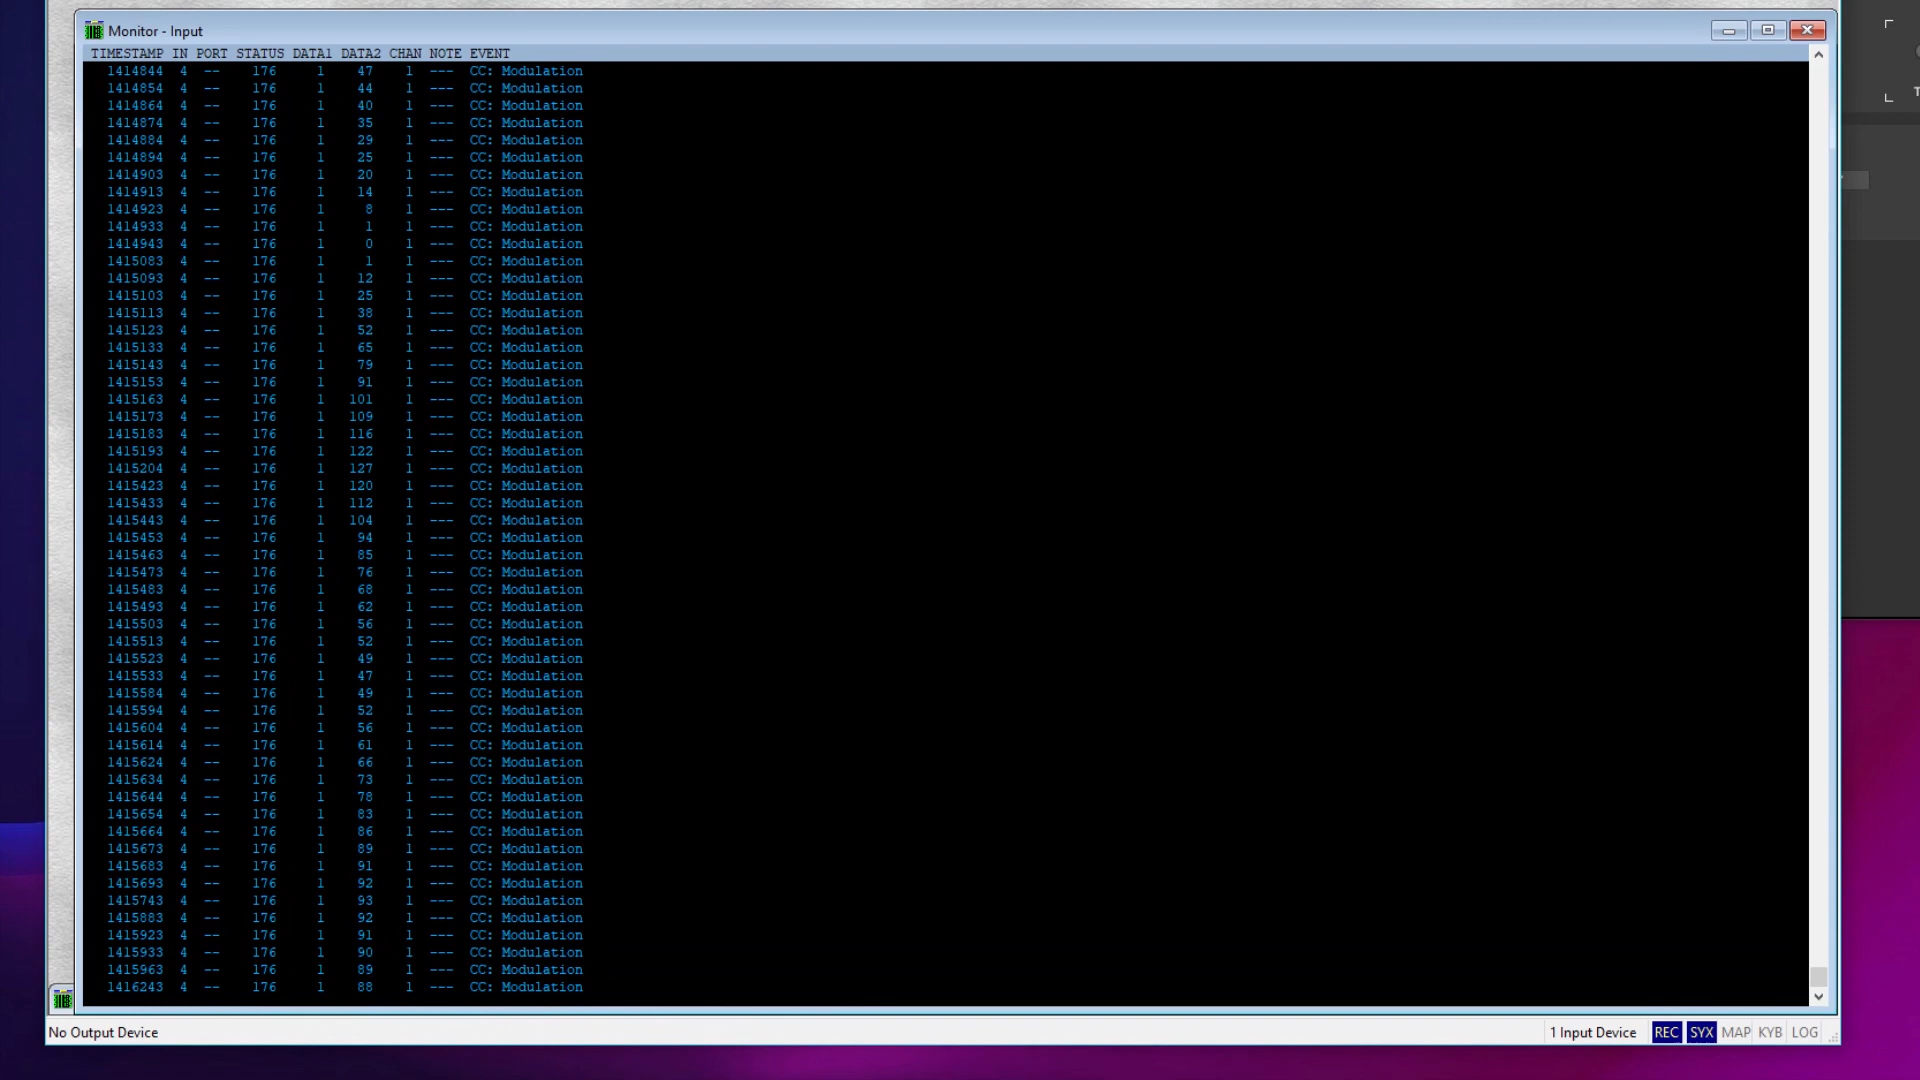 Monitor - Input
TIMESTAMP IN PORT STATUS DATA1 DATA2 CHAN NOTE EVENT
1414844 4 -- 176 1 47 1 --- CC: Modulation
1414854 4 -- 176 1 44 1 --- CC: Modulation
1414864 4 -- 176 1 40 1 --- CC: Modulation
1414874 4 -- 176 1 35 1 --- CC: Modulation
1414884 4 -- 176 1 29 1 --- CC: Modulation
1414894 4 -- 176 1 25 1 --- CC: Modulation
1414903 4 -- 176 1 20 1 --- CC: Modulation
1414913 4 -- 176 1 14 1 --- CC: Modulation
1414923 4 -- 176 1 8 1 --- CC: Modulation
1414933 4 -- 176 1 1 1 --- CC: Modulation
1414943 4 -- 176 1 0 1 --- CC: Modulation
1415083 4 -- 176 1 1 1 --- CC: Modulation
1415093 4 -- 176 1 12 1 --- CC: Modulation
1415103 4 -- 176 1 25 1 --- CC: Modulation
1415113 4 -- 176 1 38 1 --- CC: Modulation
1415123 4 -- 176 1 52 1 --- CC: Modulation
1415133 4 -- 176 1 65 1 --- CC: Modulation
1415143 4 -- 176 1 79 1 --- CC: Modulation
1415153 4 -- 176 1 91 1 --- CC: Modulation
1415163 4 -- 176 1 101 1 --- CC: Modulation
1415173 4 -- 176 1 109 1 --- CC: Modulation
1415183 4 -- 176 1 116 1 --- CC: Modulation
1415193 4 -- 176 1 122 1 --- CC: Modulation
1415204 4 -- 176 1 127 1 --- CC: Modulation
1415423 4 -- 176 1 120 1 --- CC: Modulation
1415433 4 -- 176 1 112 1 --- CC: Modulation
1415443 4 -- 176 1 104 1 --- CC: Modulation
1415453 4 -- 176 1 94 1 --- CC: Modulation
1415463 4 -- 176 1 85 1 --- CC: Modulation
1415473 4 -- 176 1 76 1 --- CC: Modulation
1415483 4 -- 176 1 68 1 --- CC: Modulation
1415493 4 -- 176 1 62 1 --- CC: Modulation
1415503 4 -- 176 1 56 1 --- CC: Modulation
1415513 4 -- 176 1 52 1 --- CC: Modulation
1415523 4 -- 176 1 49 1 --- CC: Modulation
1415533 4 -- 176 1 47 1 --- CC: Modulation
1415584 4 -- 176 1 49 1 --- CC: Modulation
1415594 4 -- 176 1 52 1 --- CC: Modulation
1415604 4 -- 176 1 56 1 --- CC: Modulation
1415614 4 -- 176 1 61 1 --- CC: Modulation
1415624 4 -- 176 1 66 1 --- CC: Modulation
1415634 4 -- 176 1 73 1 --- CC: Modulation
1415644 4 -- 176 1 78 1 --- CC: Modulation
1415654 4 -- 176 1 83 1 --- CC: Modulation
1415664 4 -- 176 1 86 1 --- CC: Modulation
1415673 4 -- 176 1 89 1 --- CC: Modulation
1415683 4 -- 176 1 91 1 --- CC: Modulation
1415693 4 -- 176 1 92 1 --- CC: Modulation
1415743 4 -- 176 1 93 1 --- CC: Modulation
1415883 4 -- 176 1 92 1 --- CC: Modulation
1415923 4 -- 176 1 91 1 --- CC: Modulation
1415933 4 -- 176 1 90 1 --- CC: Modulation
1415963 4 -- 176 1 89 1 --- CC: Modulation
1416243 4 -- 176 1 88 1 --- CC: Modulation
No Output Device 1 Input Device REC SYX MAP KYB LOG